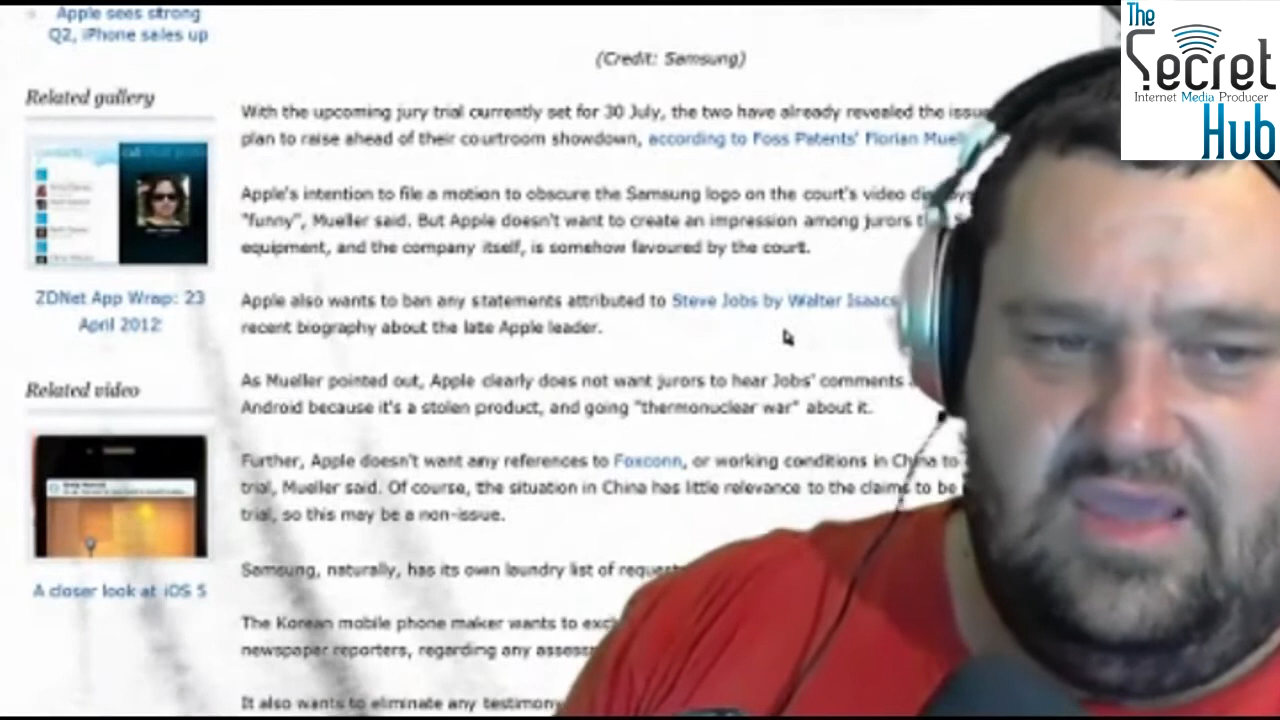 Apple sees strong
Q2, iPhone sales up
The
Secret
Internet Media Producer
Hub
(Credit: Samsung)
Related gallery
With the upcoming jury trial currently set for 30 July, the two have already revealed the
plan to raise ahead of their courtroom showdown, according to Foss Patents' Florian
Apple's intention to file a motion to obscure the Samsung logo on the court's video
"funny", Mueller said. But Apple doesn't want to create an impression among jurors
equipment, and the company itself, is somehow favoured by the court.
ZDNet App Wrap: 23
April 2012
Apple also wants to ban any statements attributed to Steve Jobs by Walter
recent biography about the late Apple leader.
Related video
As Mueller pointed out, Apple clearly does not want jurors to hear Jobs' comments
Android because it's a stolen product, and going "thermonuclear war" about it.
Further, Apple doesn't want any references to Foxconn, or working conditions in China to
trial, Mueller said. Of course, the situation in China has little relevance to the claims to be
trial, so this may be a non-issue.
A closer look at iOS 5
Samsung, naturally, has its own laundry list of
The Korean mobile phone maker wants to
newspaper reporters, regarding any
It also wants to eliminate any testimony